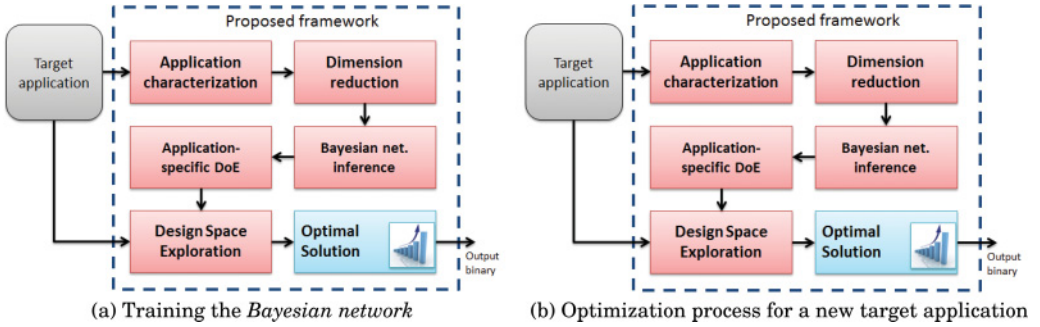 Proposed framework
Target
application
Application
characterization
Dimension
reduction
Application-
specific DoE
Bayesian net.
inference
Design Space
Exploration
Optimal
Solution
Output
binary
(a) Training the Bayesian network
Proposed framework
Target
application
Application
characterization
Dimension
reduction
Application-
specific DoE
Bayesian net.
inference
Design Space
Exploration
Optimal
Solution
Output
binary
(b) Optimization process for a new target application